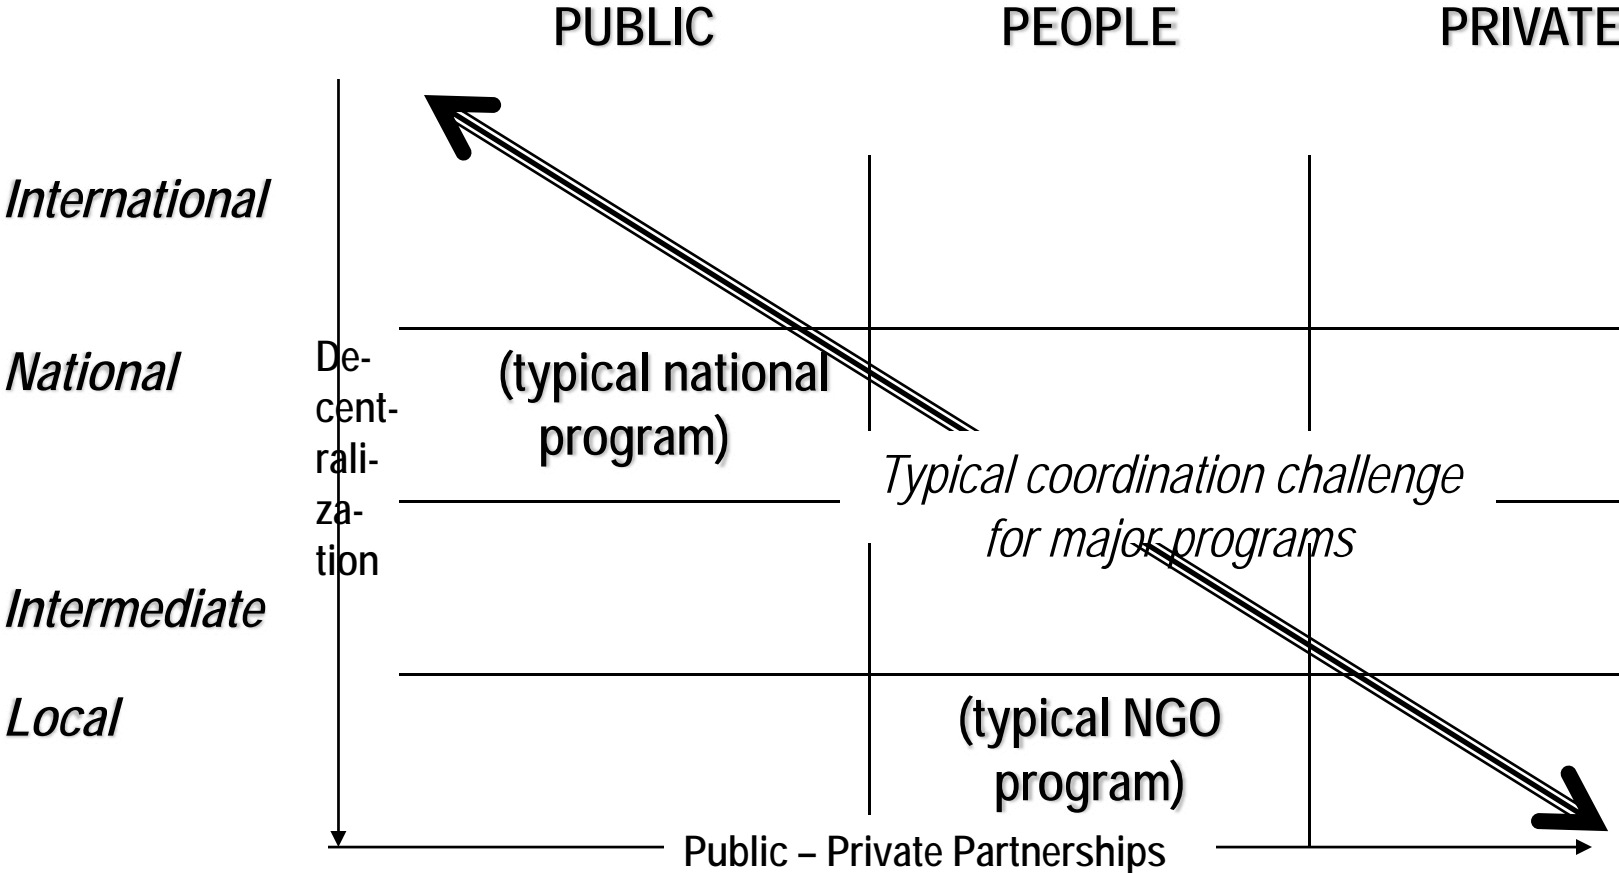 PUBLIC PEOPLE PRIVATE
International
National
De-
cent-
rali-
za-
tion
(typical national
program)
Typical coordination challenge
for major programs
Intermediate
Local
(typical NGO
program)
Public – Private Partnerships